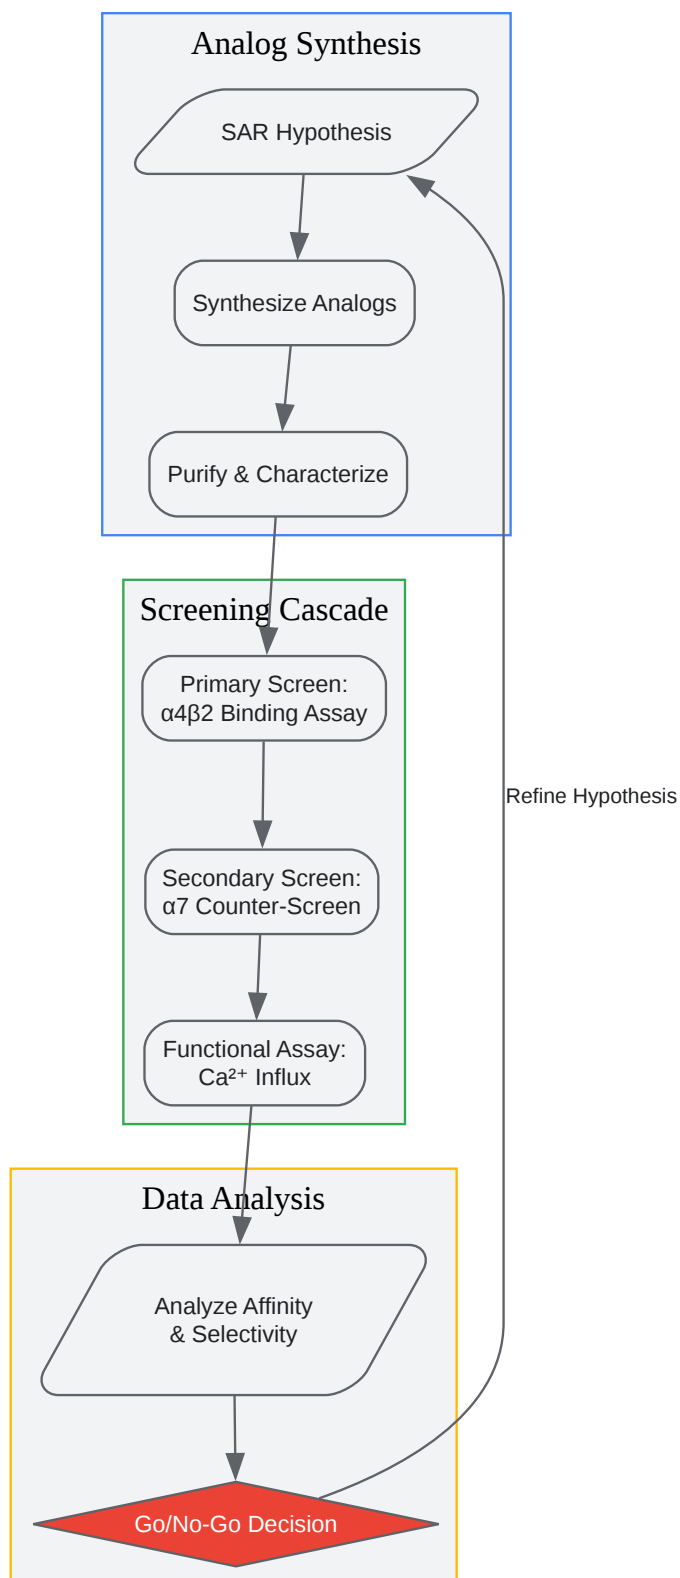 Analog Synthesis
SAR Hypothesis
Synthesize Analogs
Purify & Characterize
Screening Cascade
Primary Screen:
α4β2 Binding Assay
Refine Hypothesis
Secondary Screen:
α7 Counter-Screen
Functional Assay:
Ca²⁺ Influx
Data Analysis
Analyze Affinity
& Selectivity
Go/No-Go Decision